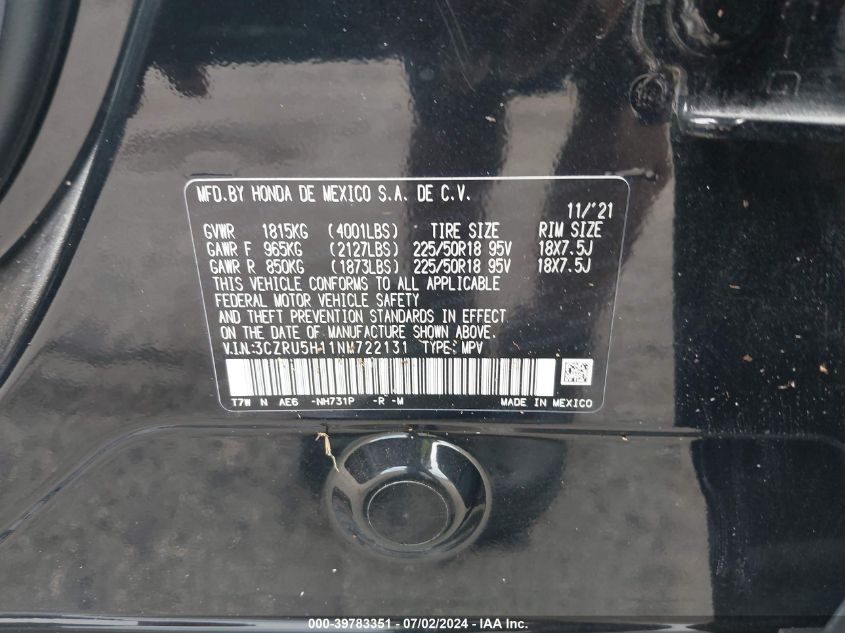 MFD.BY HONDA DE MEXICO S.A. DE C.V.
11/'21
GVWR 1815KG (4001LBS) TIRE SIZE RIM SIZE
GAWR F 965KG (2127LBS) 225/50R18 95V 18X7.5J
GAWR R 850KG (1873LBS) 225/50R18 95V 18X7.5J
THIS VEHICLE CONFORMS TO ALL APPLICABLE
FEDERAL MOTOR VEHICLE SAFETY
AND THEFT PREVENTION STANDARDS IN EFFECT
ON THE DATE OF MANUFACTURE SHOWN ABOVE.
V.I.N: 3CZRU5H11NM722131 TYPE: MPV
T7W N AE6 -NH731P -R -M MADE IN MEXICO
000-39783351 - 07/02/2024 - IAA Inc.